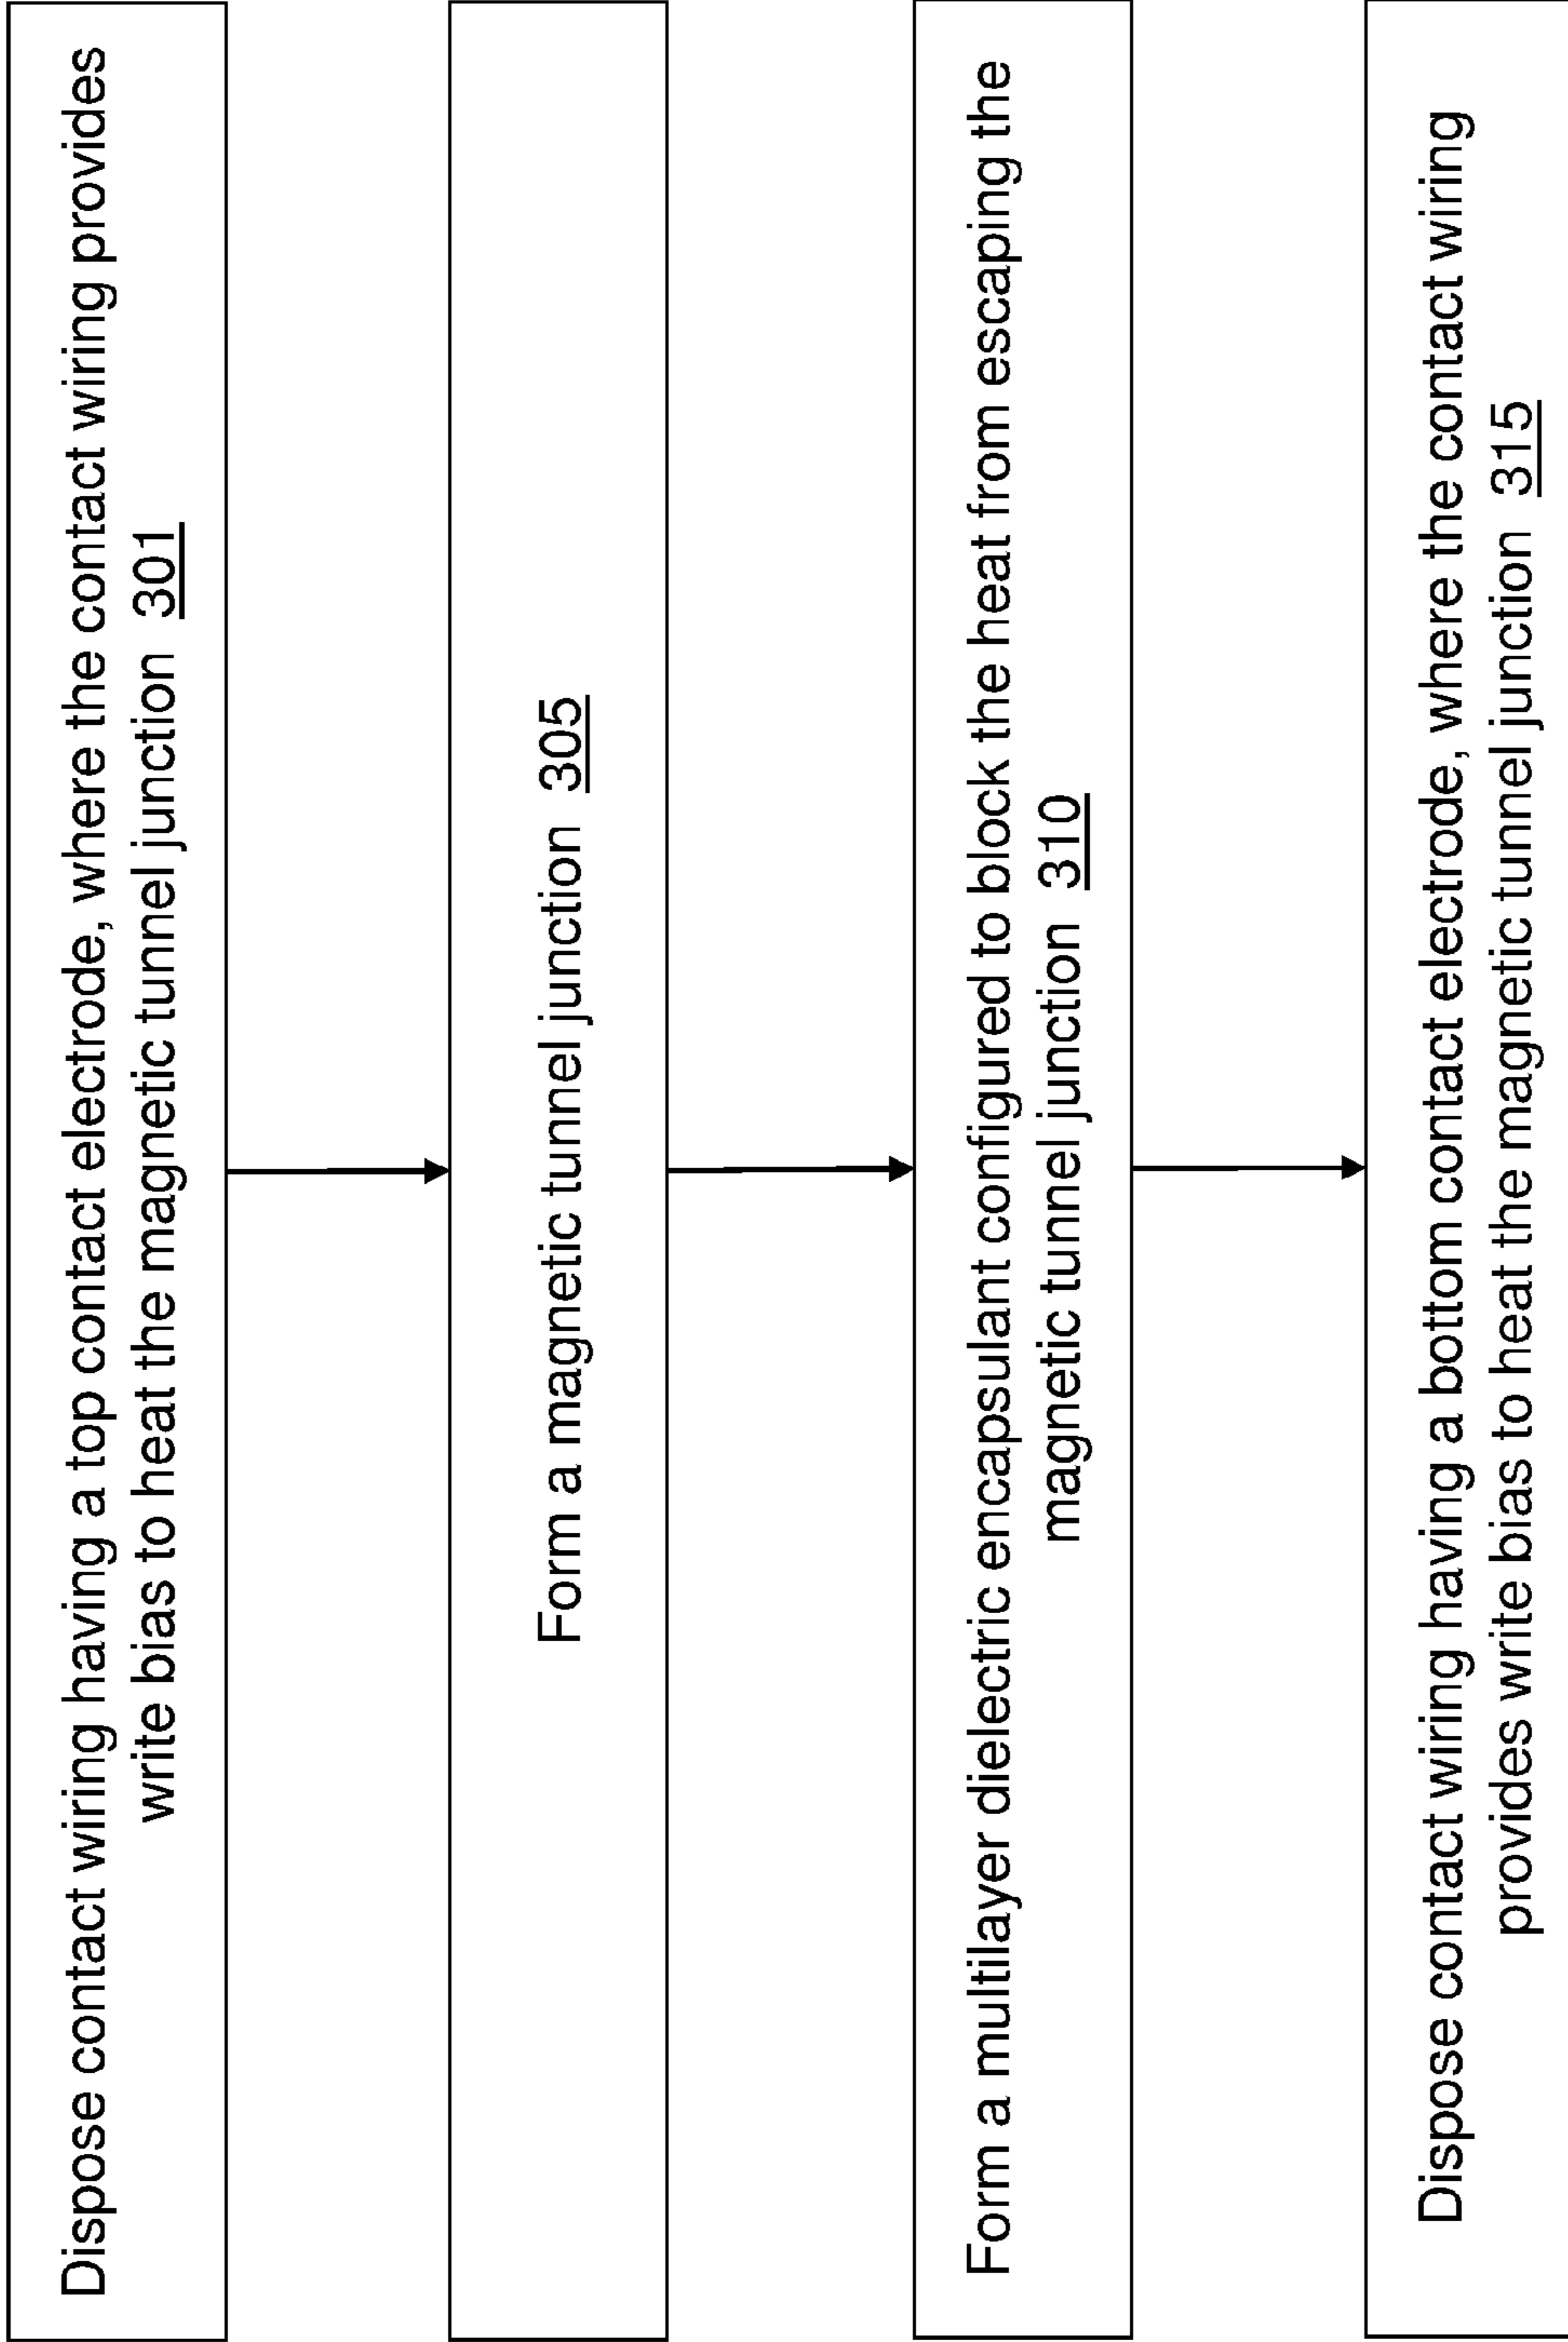 Dispose contact wiring having a top contact electrode, where the contact wiring provides
write bias to heat the magnetic tunnel junction 301
Form a magnetic tunnel junction 305
Form a multilayer dielectric encapsulant configured to block the heat from escaping the
magnetic tunnel junction 310
Dispose contact wiring having a bottom contact electrode, where the contact wiring
provides write bias to heat the magnetic tunnel junction 315